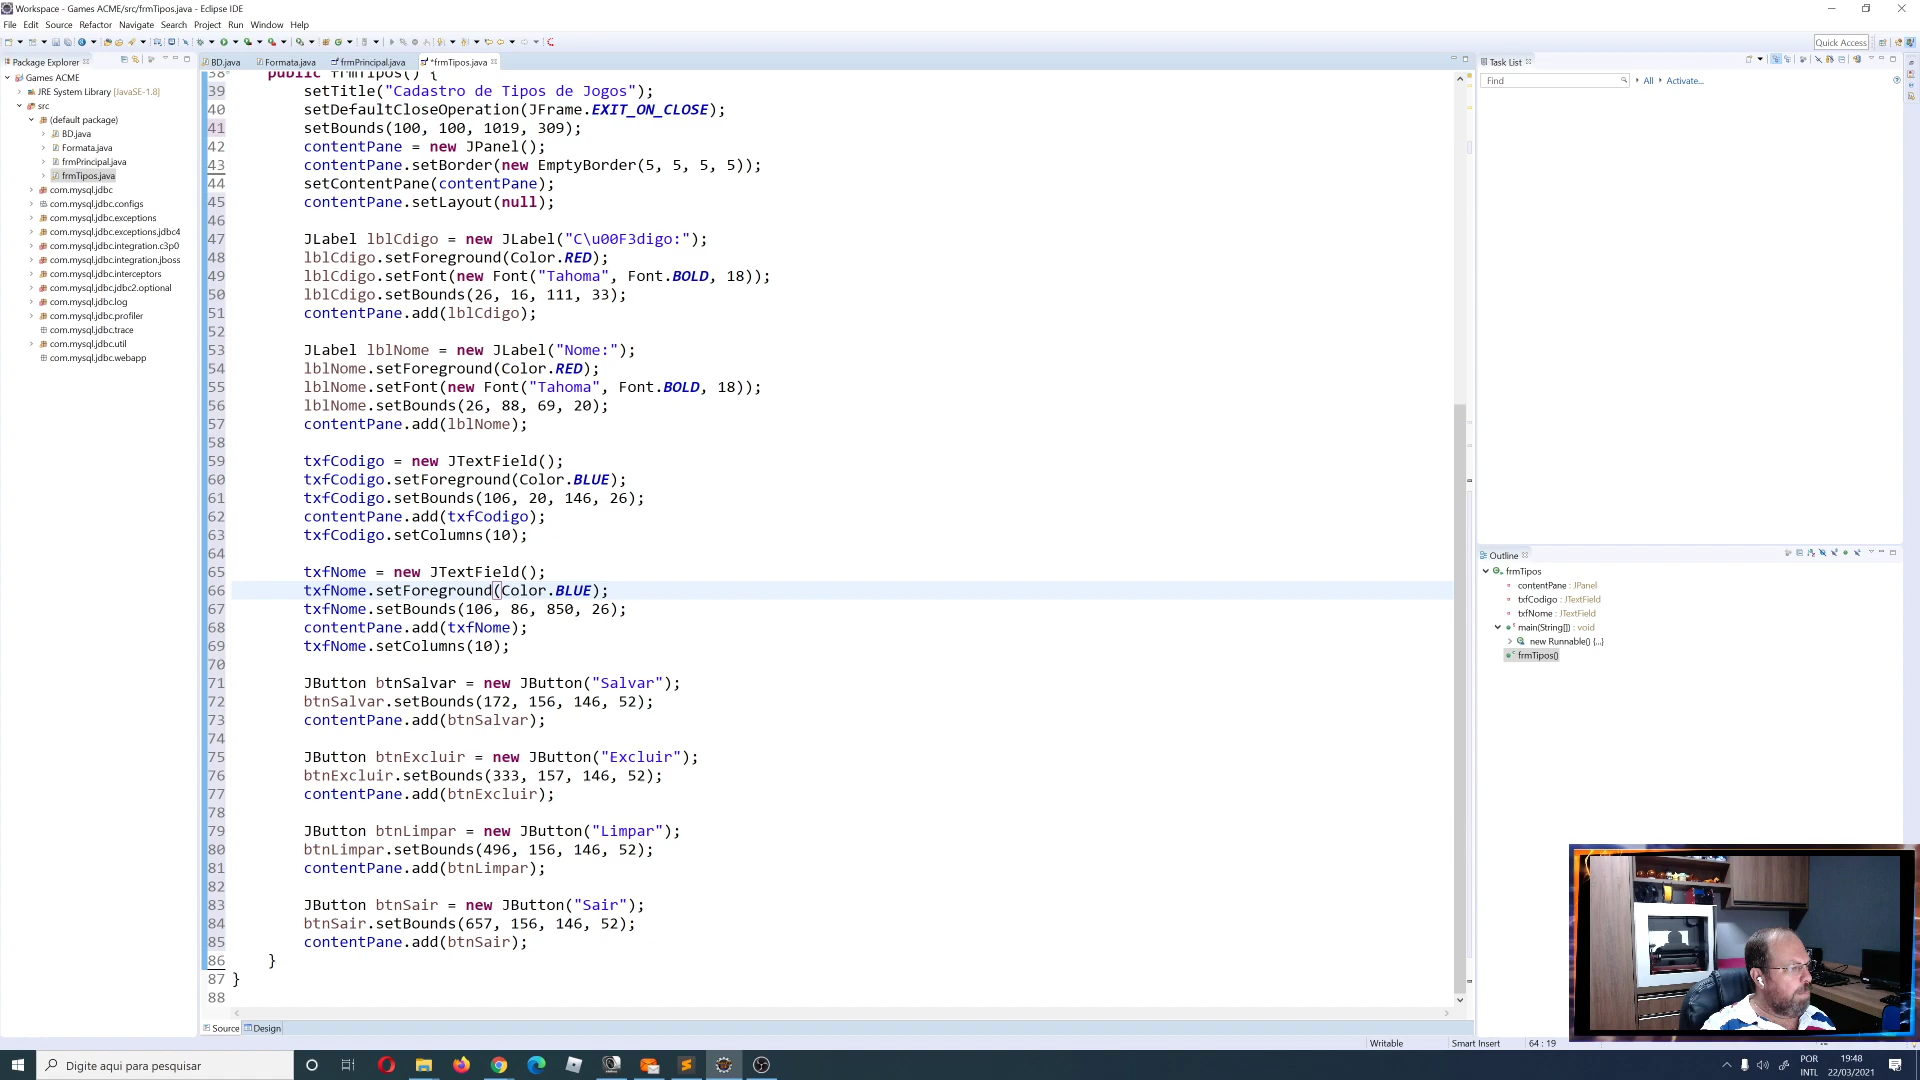 Workspace - Games ACME/src/frmTipos.java - Eclipse IDE
File Edit Source Refactor Navigate Search Project Run Window Help
Quick Access
Package Explorer
Games ACME
JRE System Library [JavaSE-1.8]
src
(default package)
BD.java
Formata.java
frmPrincipal.java
frmTipos.java
com.mysql.jdbc
com.mysql.jdbc.configs
com.mysql.jdbc.exceptions
com.mysql.jdbc.exceptions.jdbc4
com.mysql.jdbc.integration.c3p0
com.mysql.jdbc.integration.jboss
com.mysql.jdbc.interceptors
com.mysql.jdbc.jdbc2.optional
com.mysql.jdbc.log
com.mysql.jdbc.profiler
com.mysql.jdbc.trace
com.mysql.jdbc.util
com.mysql.jdbc.webapp
BD.java Formata.java frmPrincipal.java *frmTipos.java
38 public frmTipos() {
39 setTitle("Cadastro de Tipos de Jogos");
40 setDefaultCloseOperation(JFrame.EXIT_ON_CLOSE);
41 setBounds(100, 100, 1019, 309);
42 contentPane = new JPanel();
43 contentPane.setBorder(new EmptyBorder(5, 5, 5, 5));
44 setContentPane(contentPane);
45 contentPane.setLayout(null);
46
47 JLabel lblCdigo = new JLabel("C\u00F3digo:");
48 lblCdigo.setForeground(Color.RED);
49 lblCdigo.setFont(new Font("Tahoma", Font.BOLD, 18));
50 lblCdigo.setBounds(26, 16, 111, 33);
51 contentPane.add(lblCdigo);
52
53 JLabel lblNome = new JLabel("Nome:");
54 lblNome.setForeground(Color.RED);
55 lblNome.setFont(new Font("Tahoma", Font.BOLD, 18));
56 lblNome.setBounds(26, 88, 69, 20);
57 contentPane.add(lblNome);
58
59 txfCodigo = new JTextField();
60 txfCodigo.setForeground(Color.BLUE);
61 txfCodigo.setBounds(106, 20, 146, 26);
62 contentPane.add(txfCodigo);
63 txfCodigo.setColumns(10);
64
65 txfNome = new JTextField();
66 txfNome.setForeground(Color.BLUE);
67 txfNome.setBounds(106, 86, 850, 26);
68 contentPane.add(txfNome);
69 txfNome.setColumns(10);
70
71 JButton btnSalvar = new JButton("Salvar");
72 btnSalvar.setBounds(172, 156, 146, 52);
73 contentPane.add(btnSalvar);
74
75 JButton btnExcluir = new JButton("Excluir");
76 btnExcluir.setBounds(333, 157, 146, 52);
77 contentPane.add(btnExcluir);
78
79 JButton btnLimpar = new JButton("Limpar");
80 btnLimpar.setBounds(496, 156, 146, 52);
81 contentPane.add(btnLimpar);
82
83 JButton btnSair = new JButton("Sair");
84 btnSair.setBounds(657, 156, 146, 52);
85 contentPane.add(btnSair);
86 }
87 }
88
Source Design
Task List
Find All Activate...
Outline
frmTipos
contentPane : JPanel
txfCodigo : JTextField
txfNome : JTextField
main(String[]) : void
new Runnable() {...}
frmTipos()
Writable Smart Insert 64 : 19
Digite aqui para pesquisar
POR
INTL
19:48
22/03/2021